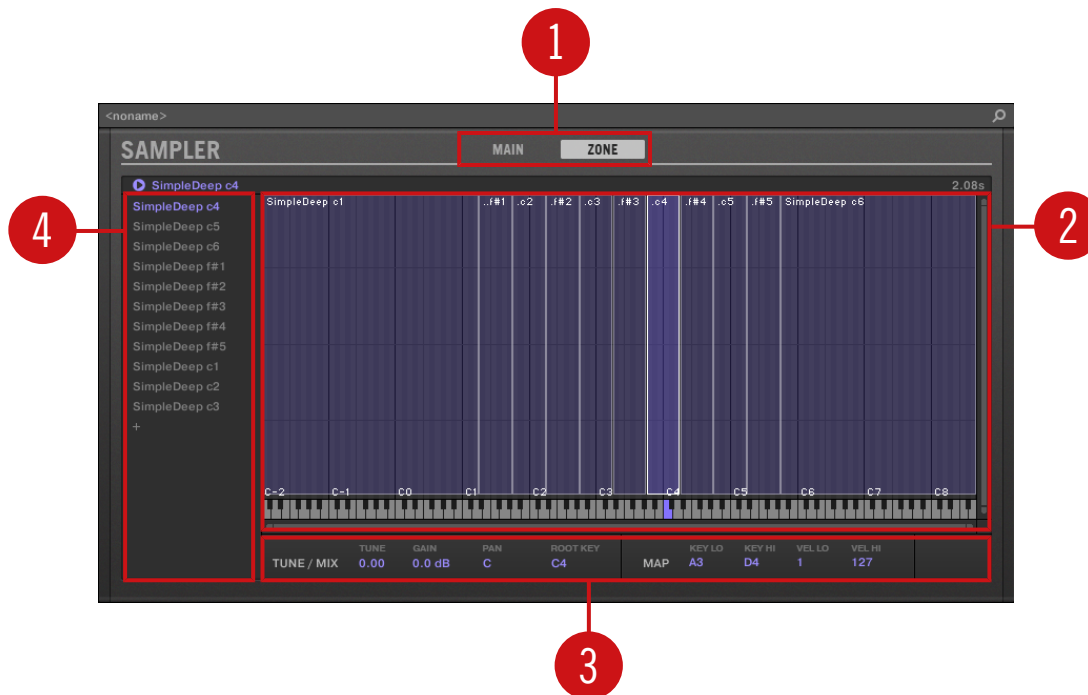 1
<noname>
SAMPLER
MAIN ZONE
SimpleDeep c4 2.08s
4
2
SimpleDeep c4
SimpleDeep c5
SimpleDeep c6
SimpleDeep f#1
SimpleDeep f#2
SimpleDeep f#3
SimpleDeep f#4
SimpleDeep f#5
SimpleDeep c1
SimpleDeep c2
SimpleDeep c3
+
SimpleDeep c1 ..f#1 .c2 .f#2 .c3 .f#3 .c4 .f#4 .c5 .f#5 SimpleDeep c6
C-2 C-1 C0 C1 C2 C3 C4 C5 C6 C7 C8
TUNE GAIN PAN ROOT KEY KEY LO KEY HI VEL LO VEL HI
TUNE / MIX 0.00 0.0 dB C C4 MAP A3 D4 1 127
3